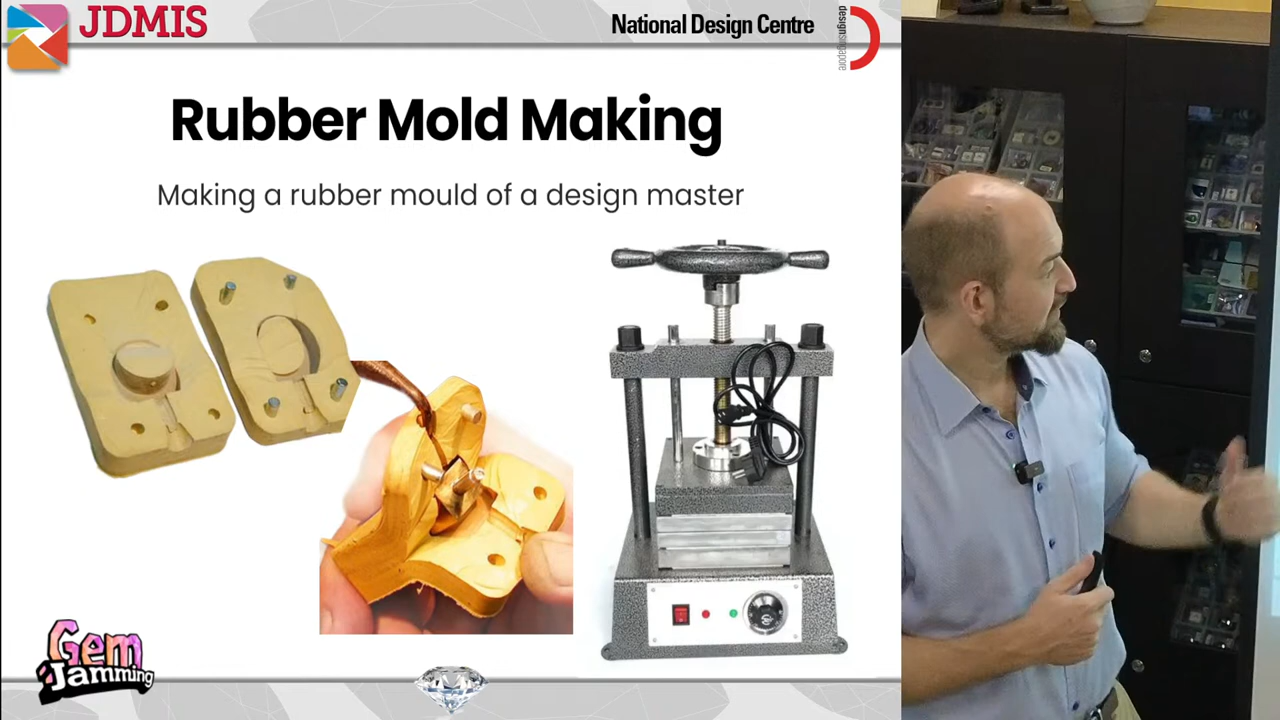 JDMIS
National Design Centre
designsingapore
Rubber Mold Making
Making a rubber mould of a design master
Gem
Jamming